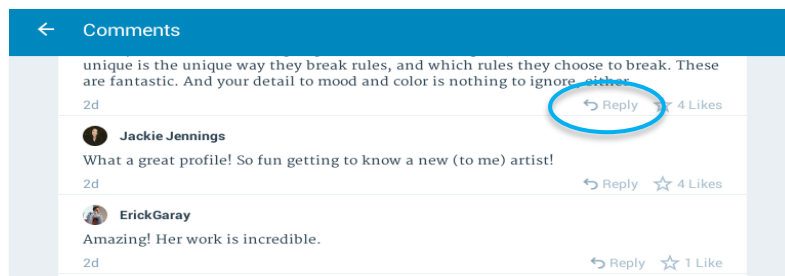 Comments
unique is the unique way they break rules, and which rules they choose to break. These
are fantastic. And your detail to mood and color is nothing to ignore, either.
2d Reply 4 Likes
Jackie Jennings
What a great profile! So fun getting to know a new (to me) artist!
2d Reply 4 Likes
ErickGaray
Amazing! Her work is incredible.
2d Reply 1 Like